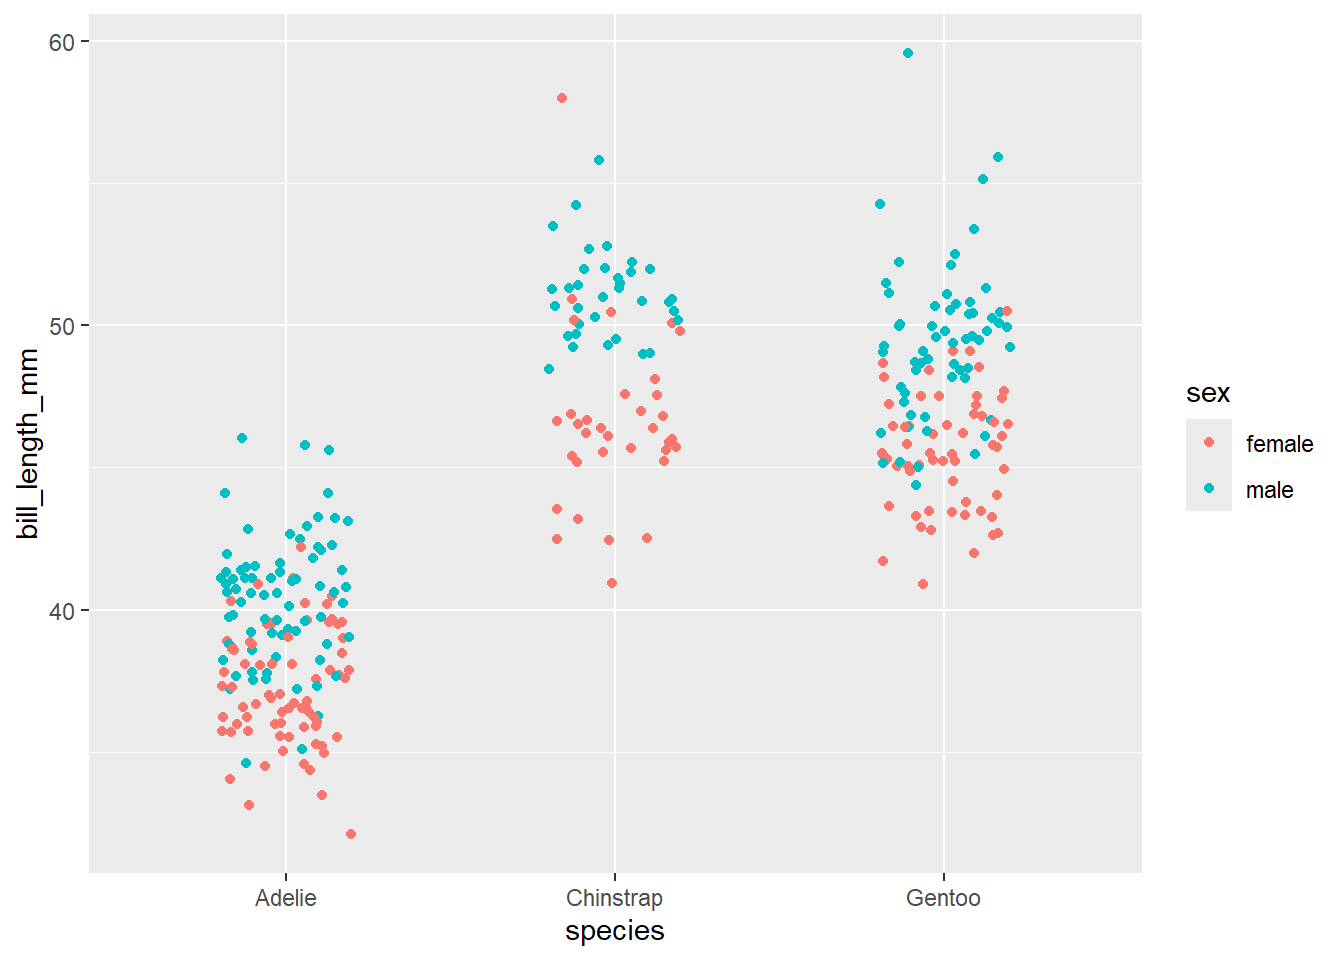 60
50
40
bill_length_mm
Adelie
Chinstrap
Gentoo
species
sex
female
male